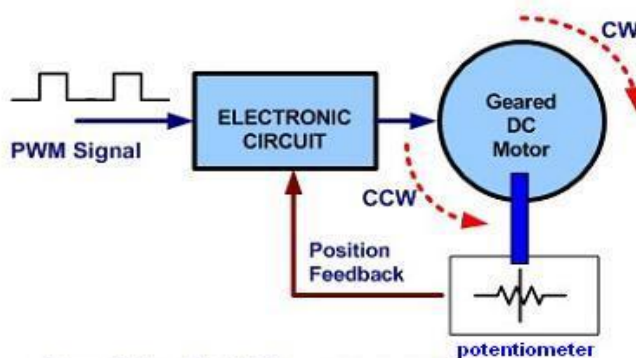 CW
PWM Signal
ELECTRONIC
CIRCUIT
Geared
DC
Motor
CCW
Position
Feedback
potentiometer